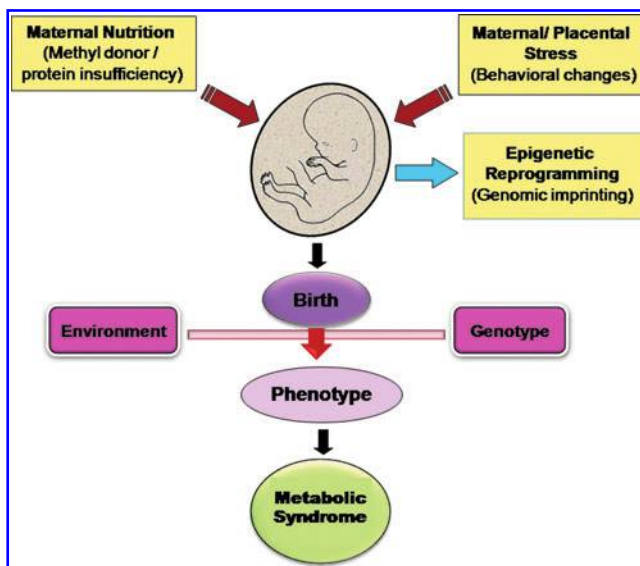 Maternal Nutrition
(Methyl donor /
protein insufficiency)
Maternal/ Placental
Stress
(Behavioral changes)
Epigenetic
Reprogramming
(Genomic imprinting)
Birth
Environment
Genotype
Phenotype
Metabolic
Syndrome